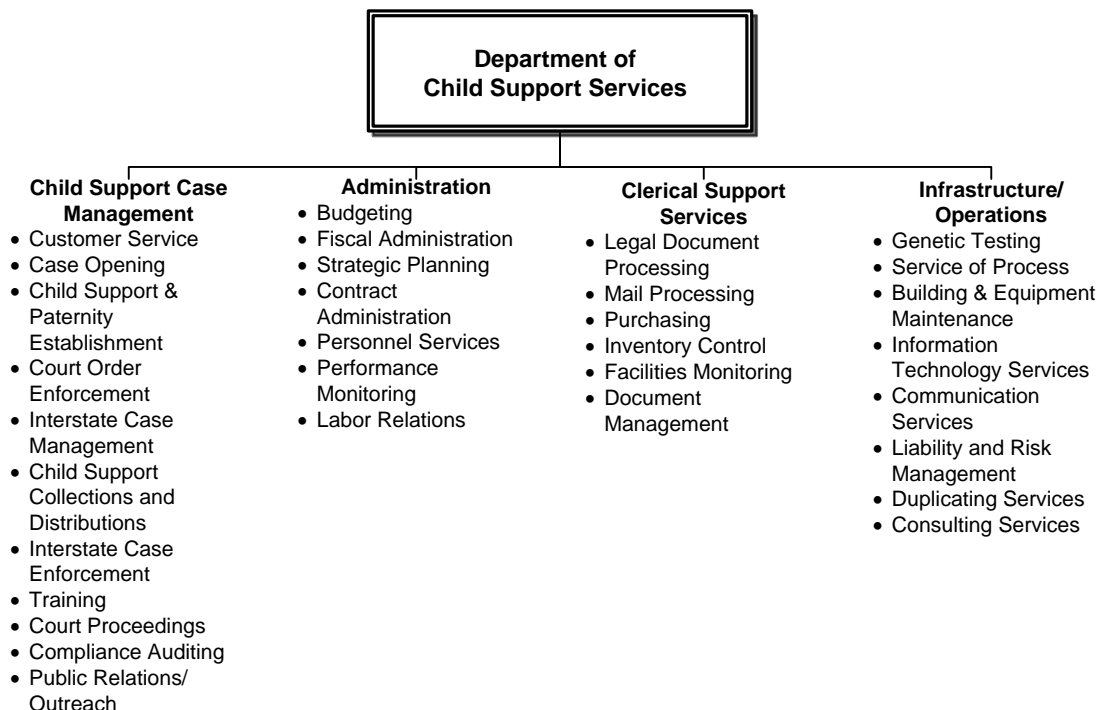 Department of
Child Support Services
Child Support Case
Management
• Customer Service
• Case Opening
• Child Support &
Paternity
Establishment
• Court Order
Enforcement
• Interstate Case
Management
• Child Support
Collections and
Distributions
• Interstate Case
Enforcement
• Training
• Court Proceedings
• Compliance Auditing
• Public Relations/
Outreach
Administration
• Budgeting
• Fiscal Administration
• Strategic Planning
• Contract
Administration
• Personnel Services
• Performance
Monitoring
• Labor Relations
Clerical Support
Services
• Legal Document
Processing
• Mail Processing
• Purchasing
• Inventory Control
• Facilities Monitoring
• Document
Management
Infrastructure/
Operations
• Genetic Testing
• Service of Process
• Building & Equipment
Maintenance
• Information
Technology Services
• Communication
Services
• Liability and Risk
Management
• Duplicating Services
• Consulting Services